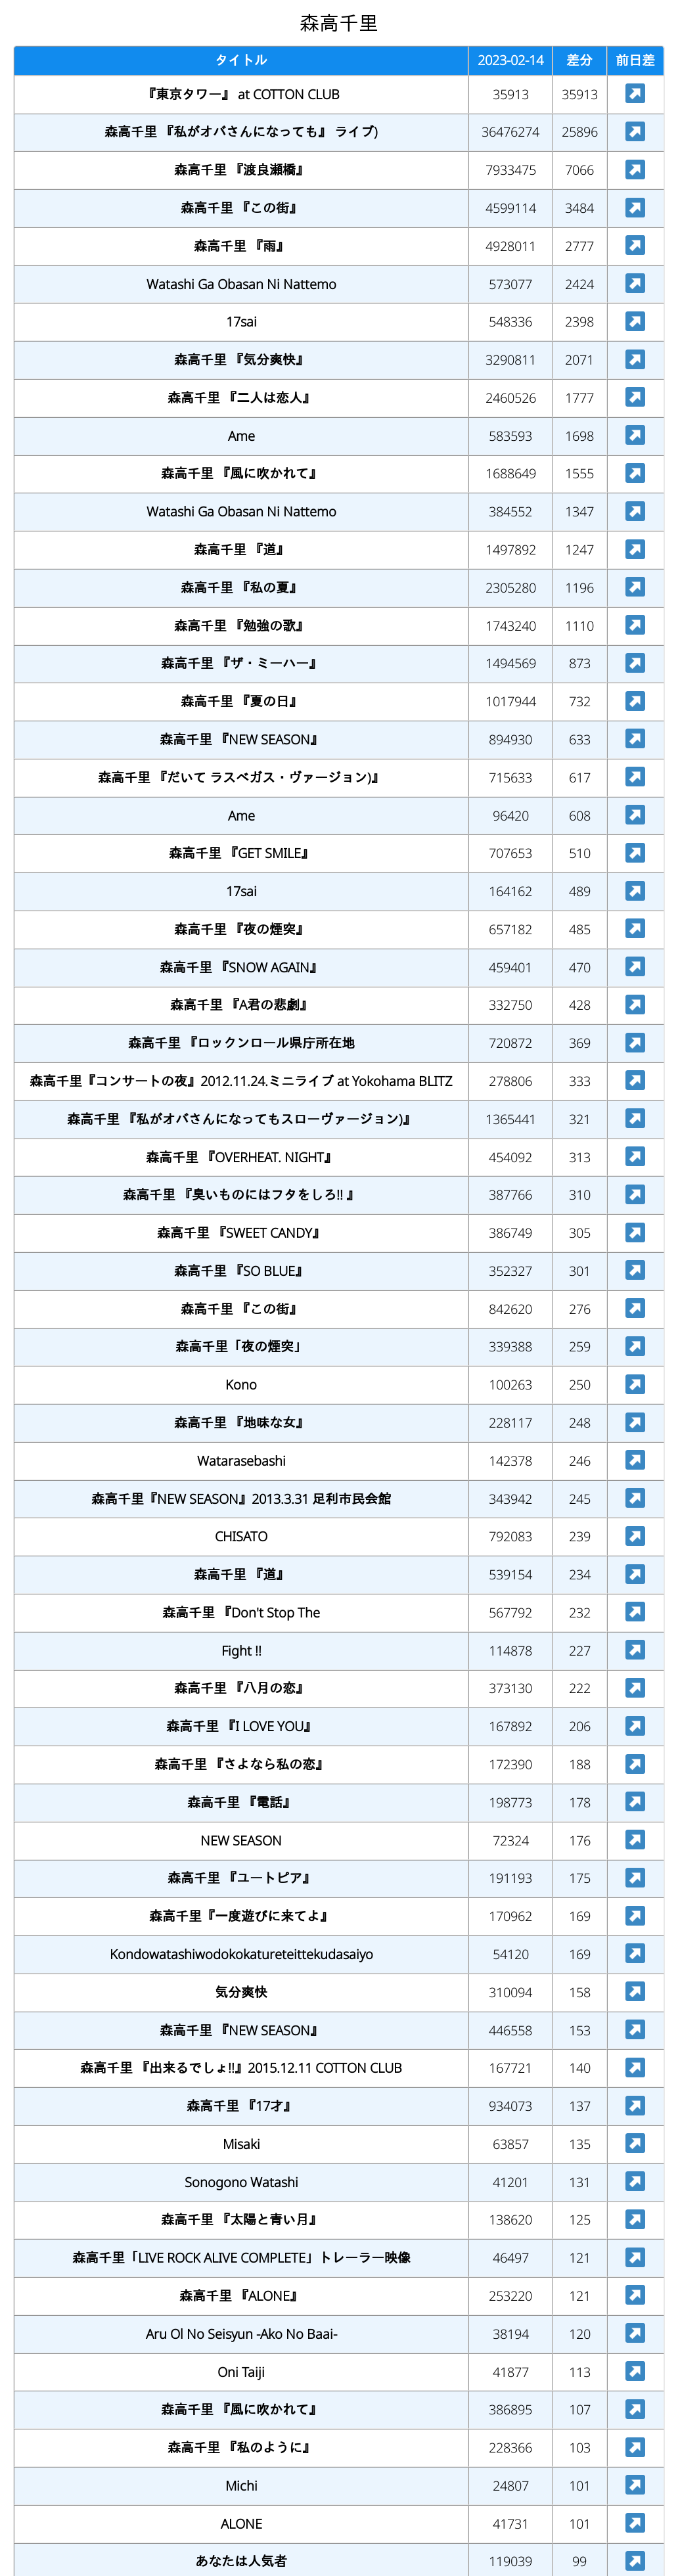 森高千里
タイトル 2023-02-14 差分 前日差
『東京タワー』 at COTTON CLUB 35913 35913
森高千里 『私がオバさんになっても』 ライブ) 36476274 25896
森高千里 『渡良瀬橋』 7933475 7066
森高千里 『この街』 4599114 3484
森高千里 『雨』 4928011 2777
Watashi Ga Obasan Ni Nattemo 573077 2424
17sai 548336 2398
森高千里 『気分爽快』 3290811 2071
森高千里 『二人は恋人』 2460526 1777
Ame 583593 1698
森高千里 『風に吹かれて』 1688649 1555
Watashi Ga Obasan Ni Nattemo 384552 1347
森高千里 『道』 1497892 1247
森高千里 『私の夏』 2305280 1196
森高千里 『勉強の歌』 1743240 1110
森高千里 『ザ・ミーハー』 1494569 873
森高千里 『夏の日』 1017944 732
森高千里 『NEW SEASON』 894930 633
森高千里 『だいて ラスベガス・ヴァージョン)』 715633 617
Ame 96420 608
森高千里 『GET SMILE』 707653 510
17sai 164162 489
森高千里 『夜の煙突』 657182 485
森高千里 『SNOW AGAIN』 459401 470
森高千里 『A君の悲劇』 332750 428
森高千里 『ロックンロール県庁所在地 720872 369
森高千里『コンサートの夜』2012.11.24.ミニライブ at Yokohama BLITZ 278806 333
森高千里 『私がオバさんになってもスローヴァージョン)』 1365441 321
森高千里 『OVERHEAT. NIGHT』 454092 313
森高千里 『臭いものにはフタをしろ!! 』 387766 310
森高千里 『SWEET CANDY』 386749 305
森高千里 『SO BLUE』 352327 301
森高千里 『この街』 842620 276
森高千里「夜の煙突」 339388 259
Kono 100263 250
森高千里 『地味な女』 228117 248
Watarasebashi 142378 246
森高千里『NEW SEASON』2013.3.31 足利市民会館 343942 245
CHISATO 792083 239
森高千里 『道』 539154 234
森高千里 『Don't Stop The 567792 232
Fight !! 114878 227
森高千里 『八月の恋』 373130 222
森高千里 『I LOVE YOU』 167892 206
森高千里 『さよなら私の恋』 172390 188
森高千里 『電話』 198773 178
NEW SEASON 72324 176
森高千里 『ユートピア』 191193 175
森高千里『一度遊びに来てよ』 170962 169
Kondowatashiwodokokatureteittekudasaiyo 54120 169
気分爽快 310094 158
森高千里 『NEW SEASON』 446558 153
森高千里 『出来るでしょ!!』2015.12.11 COTTON CLUB 167721 140
森高千里 『17才』 934073 137
Misaki 63857 135
Sonogono Watashi 41201 131
森高千里 『太陽と青い月』 138620 125
森高千里「LIVE ROCK ALIVE COMPLETE」トレーラー映像 46497 121
森高千里 『ALONE』 253220 121
Aru Ol No Seisyun -Ako No Baai- 38194 120
Oni Taiji 41877 113
森高千里 『風に吹かれて』 386895 107
森高千里 『私のように』 228366 103
Michi 24807 101
ALONE 41731 101
あなたは人気者 119039 99